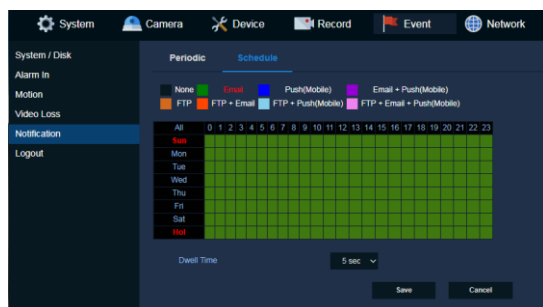 System Camera Device Record Event Network
System / Disk
Alarm In
Motion
Video Loss
Notification
Logout
Periodic Schedule
None Email Push(Mobile) Email + Push(Mobile)
FTP FTP + Email FTP + Push(Mobile) FTP + Email + Push(Mobile)
All 0 1 2 3 4 5 6 7 8 9 10 11 12 13 14 15 16 17 18 19 20 21 22 23
Sun
Mon
Tue
Wed
Thu
Fri
Sat
Hol
Dwell Time 5 sec
Save Cancel